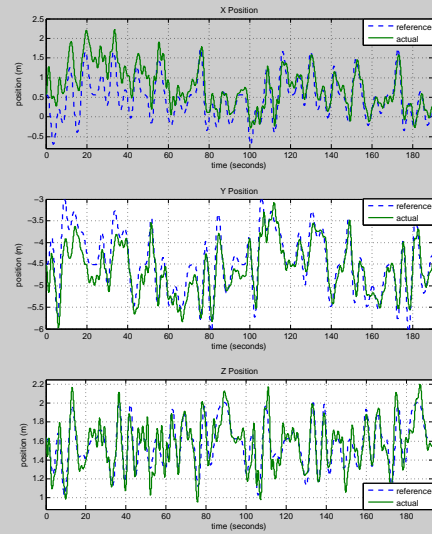 X Position
2.5
2
1.5
1
0.5
0
-0.5
position (m)
reference
actual
0 20 40 60 80 100 120 140 160 180
time (seconds)
Y Position
-3
-3.5
-4
-4.5
-5
-5.5
-6
position (m)
reference
actual
0 20 40 60 80 100 120 140 160 180
time (seconds)
Z Position
2.2
2
1.8
1.6
1.4
1.2
1
position (m)
reference
actual
0 20 40 60 80 100 120 140 160 180
time (seconds)